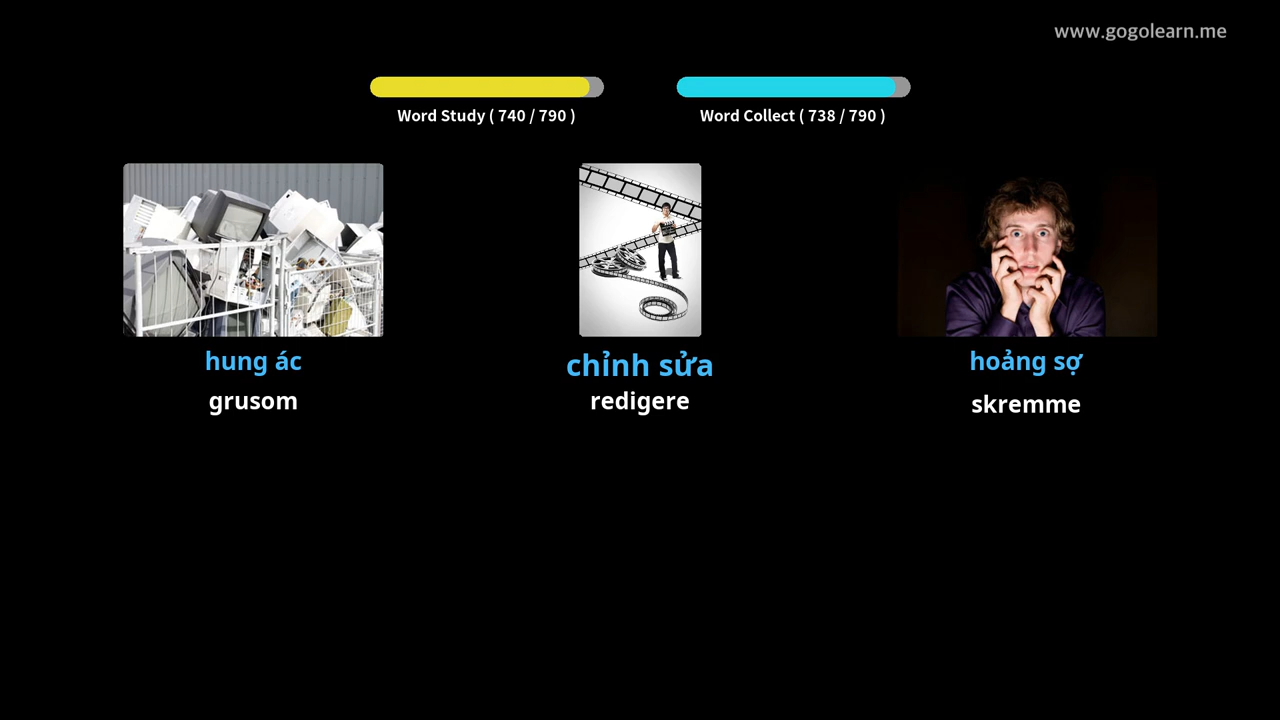 www.gogolearn.me
Word Study ( 740 / 790 )
Word Collect ( 738 / 790 )
hung ác
grusom
chỉnh sửa
redigere
hoảng sợ
skremme